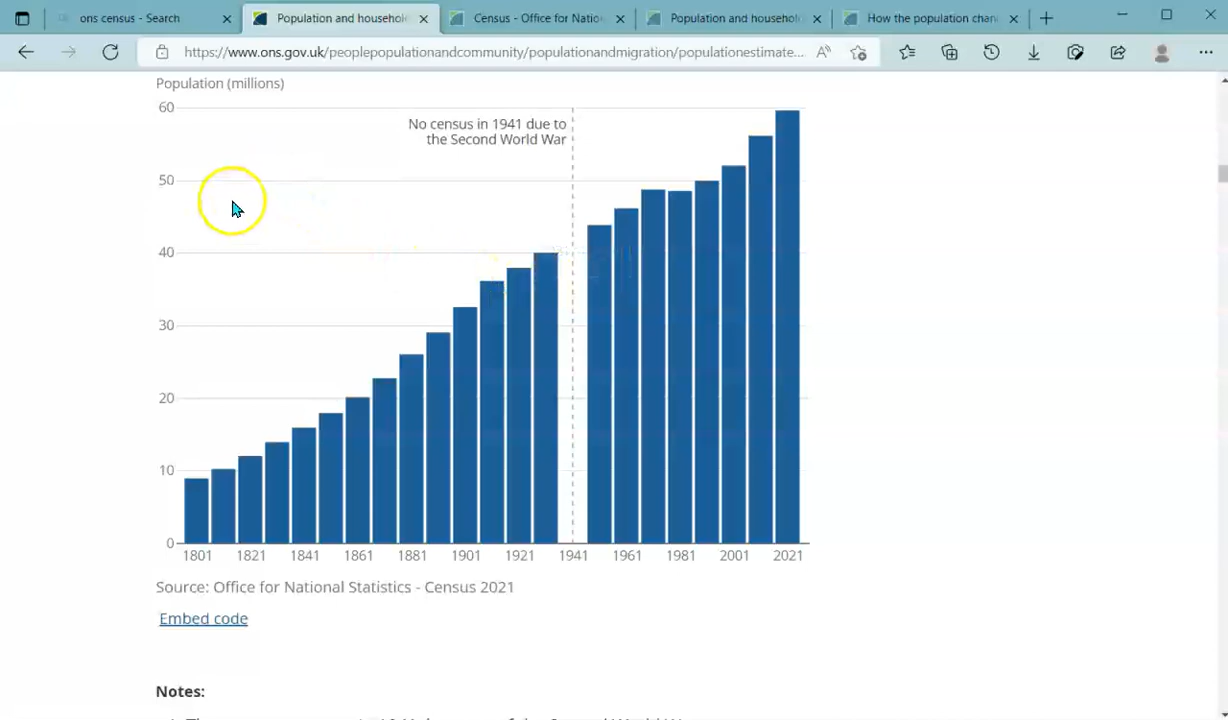 ons census - Search
Population and househol
Census - Office for Natio
Population and househol
How the population chan
https://www.ons.gov.uk/peoplepopulationandcommunity/populationandmigration/populationestimate...
Population (millions)
60
No census in 1941 due to
the Second World War
50
40
30
20
10
0
1801 1821 1841 1861 1881 1901 1921 1941 1961 1981 2001 2021
Source: Office for National Statistics - Census 2021
Embed code
Notes: